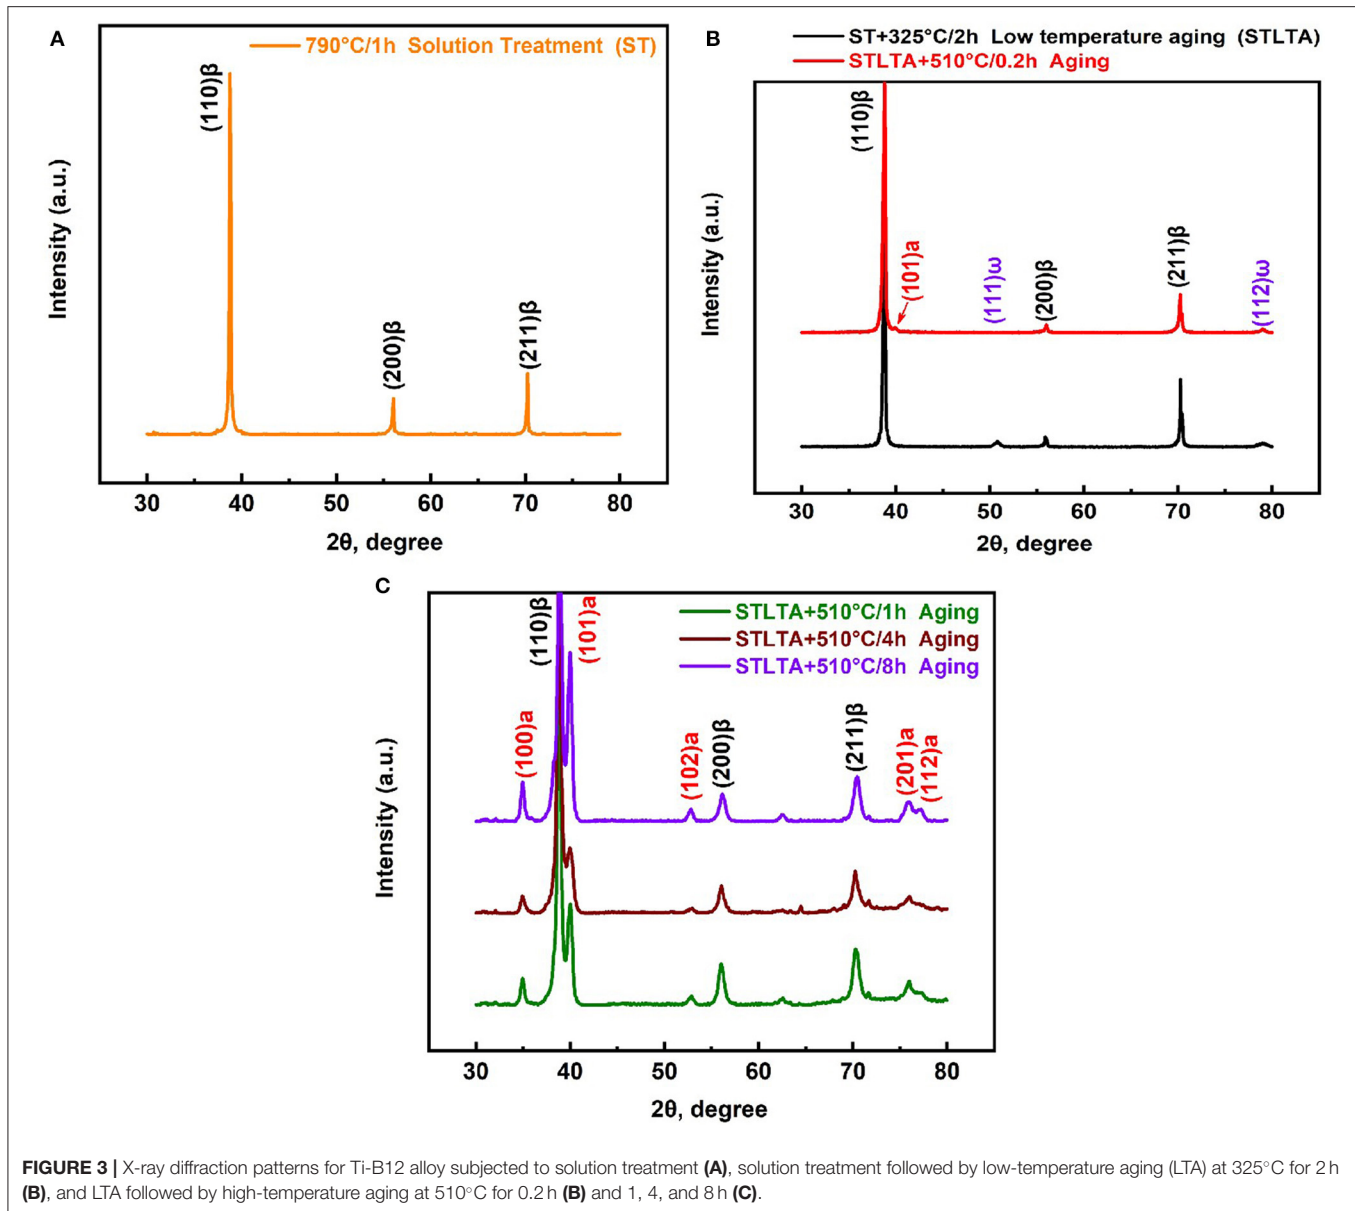 A
790°C/1h Solution Treatment (ST)
(110)β
(200)β
(211)β
Intensity (a.u.)
30 40 50 60 70 80
2θ, degree
B
ST+325°C/2h Low temperature aging (STLTA)
STLTA+510°C/0.2h Aging
(110)β
(101)a
(111)ω
(200)β
(211)β
(112)ω
Intensity (a.u.)
30 40 50 60 70 80
2θ, degree
C
STLTA+510°C/1h Aging
STLTA+510°C/4h Aging
STLTA+510°C/8h Aging
(100)a
(110)β
(101)a
(102)a
(200)β
(211)β
(201)a
(112)a
Intensity (a.u.)
30 40 50 60 70 80
2θ, degree
FIGURE 3 | X-ray diffraction patterns for Ti-B12 alloy subjected to solution treatment (A), solution treatment followed by low-temperature aging (LTA) at 325°C for 2 h
(B), and LTA followed by high-temperature aging at 510°C for 0.2 h (B) and 1, 4, and 8 h (C).